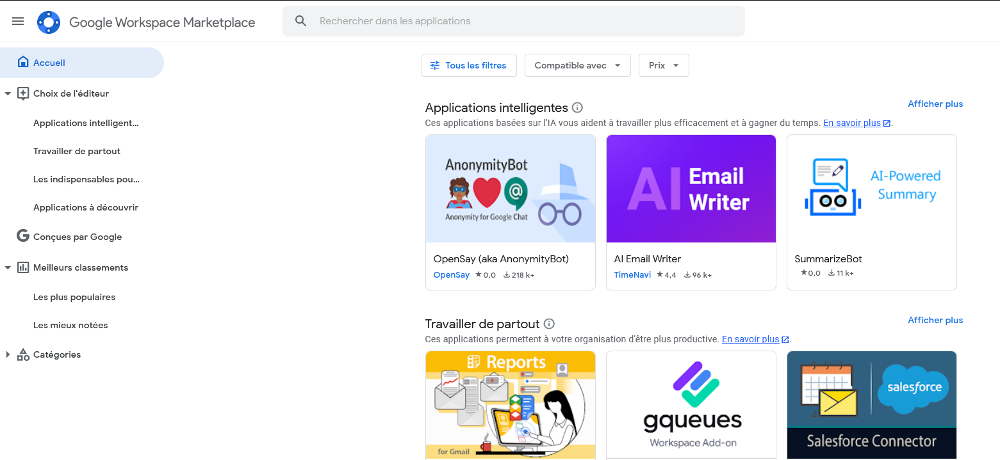 Google Workspace Marketplace
Rechercher dans les applications
Accueil
Choix de l'éditeur
Applications intelligent...
Travailler de partout
Les indispensables pou...
Applications à découvrir
Conçues par Google
Meilleurs classements
Les plus populaires
Les mieux notées
Catégories
Tous les filtres
Compatible avec
Prix
Applications intelligentes
Afficher plus
Ces applications basées sur l'IA vous aident à travailler plus efficacement et à gagner du temps. En savoir plus.
AnonymityBot
@
Anonymity for Google Chat
OpenSay (aka AnonymityBot)
OpenSay ★ 0,0 218 k+
AI Email
Writer
AI Email Writer
TimeNavi ★ 4,4 96 k+
AI-Powered
Summary
SummarizeBot
★ 0,0 11 k+
Travailler de partout
Afficher plus
Ces applications permettent à votre organisation d'être plus productive. En savoir plus.
Reports
for Gmail
gqueues
Workspace Add-on
salesforce
Salesforce Connector